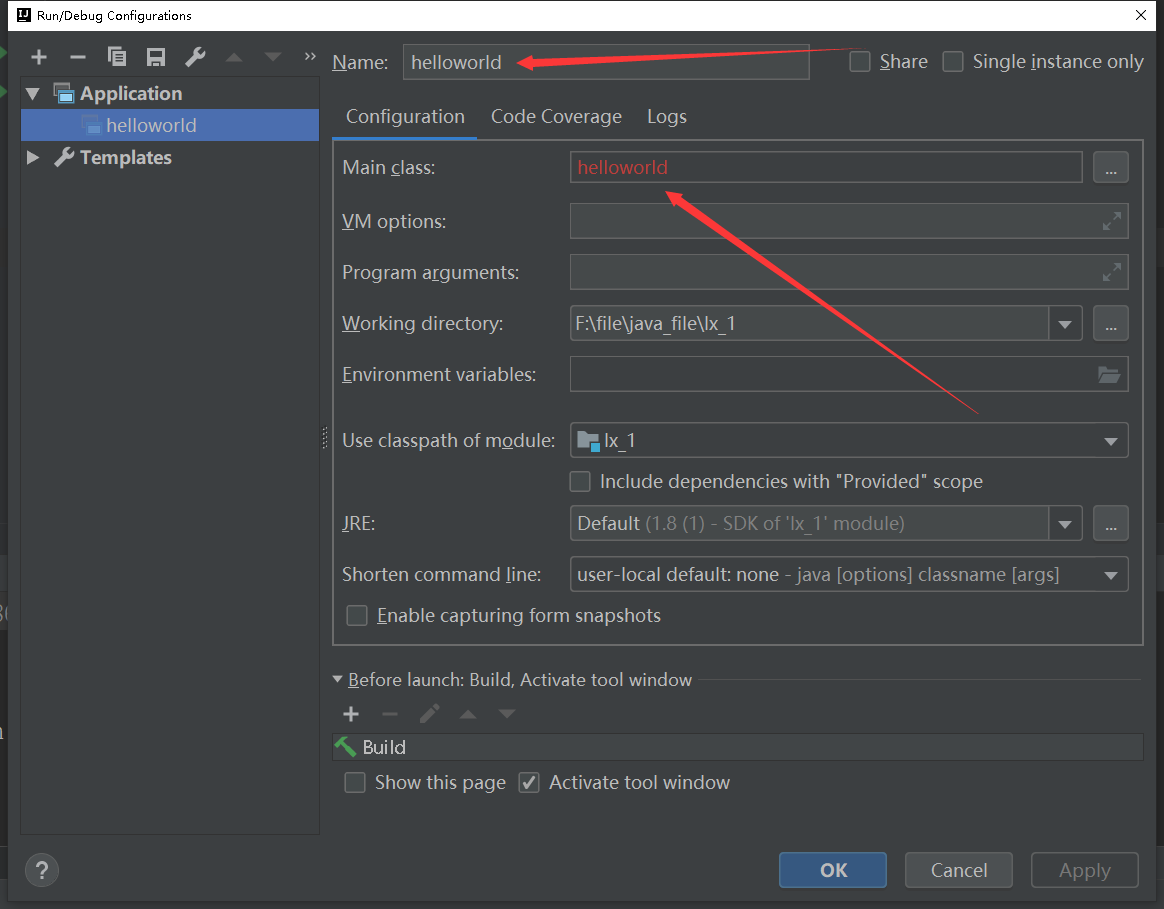 Run/Debug Configurations
Name: helloworld Share Single instance only
Application
helloworld
Templates
Configuration Code Coverage Logs
Main class: helloworld ...
VM options:
Program arguments:
Working directory: F:\file\java_file\lx_1 ...
Environment variables:
Use classpath of module: lx_1
Include dependencies with "Provided" scope
JRE: Default (1.8 (1) - SDK of 'lx_1' module) ...
Shorten command line: user-local default: none - java [options] classname [args]
Enable capturing form snapshots
Before launch: Build, Activate tool window
Build
Show this page Activate tool window
? OK Cancel Apply